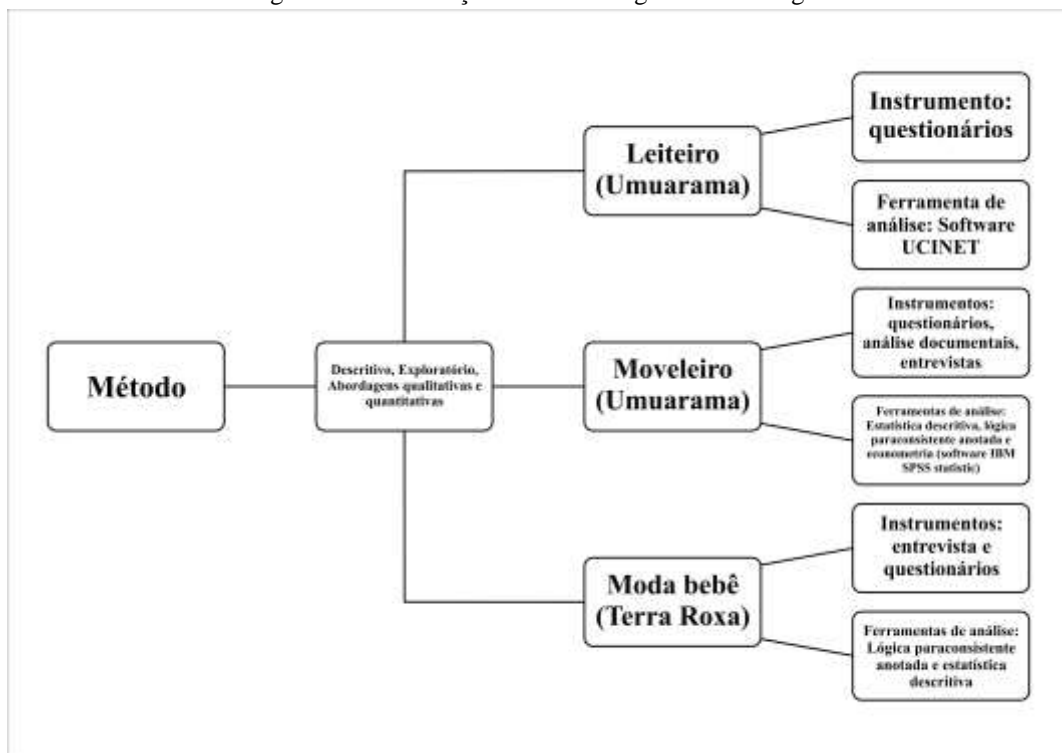 Método
Descritivo, Exploratório,
Abordagens qualitativas e
quantitativas
Leiteiro
(Umuarama)
Instrumento:
questionários
Ferramenta de
análise: Software
UCINET
Moveleiro
(Umuarama)
Instrumentos:
questionários,
análise documentais,
entrevistas
Ferramentas de análise:
Estatística descritiva, lógica
paraconsistente anotada e
econometria (software IBM
SPSS statistic)
Moda bebê
(Terra Roxa)
Instrumentos:
entrevista e
questionários
Ferramentas de análise:
Lógica paraconsistente
anotada e estatística
descritiva